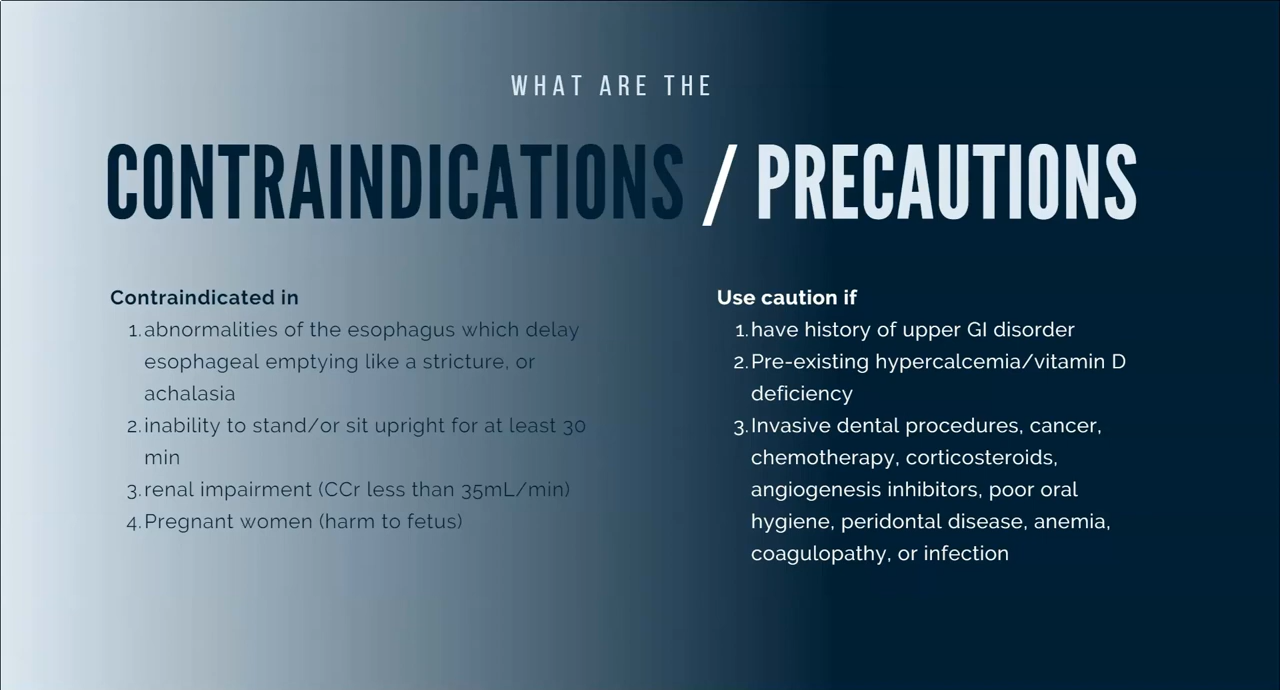 WHAT ARE THE
CONTRAINDICATIONS / PRECAUTIONS
Contraindicated in
1. abnormalities of the esophagus which delay
esophageal emptying like a stricture, or
achalasia
2. inability to stand/or sit upright for at least 30
min
3. renal impairment (CCr less than 35mL/min)
4. Pregnant women (harm to fetus)
Use caution if
1. have history of upper GI disorder
2. Pre-existing hypercalcemia/vitamin D
deficiency
3. Invasive dental procedures, cancer,
chemotherapy, corticosteroids,
angiogenesis inhibitors, poor oral
hygiene, peridontal disease, anemia,
coagulopathy, or infection